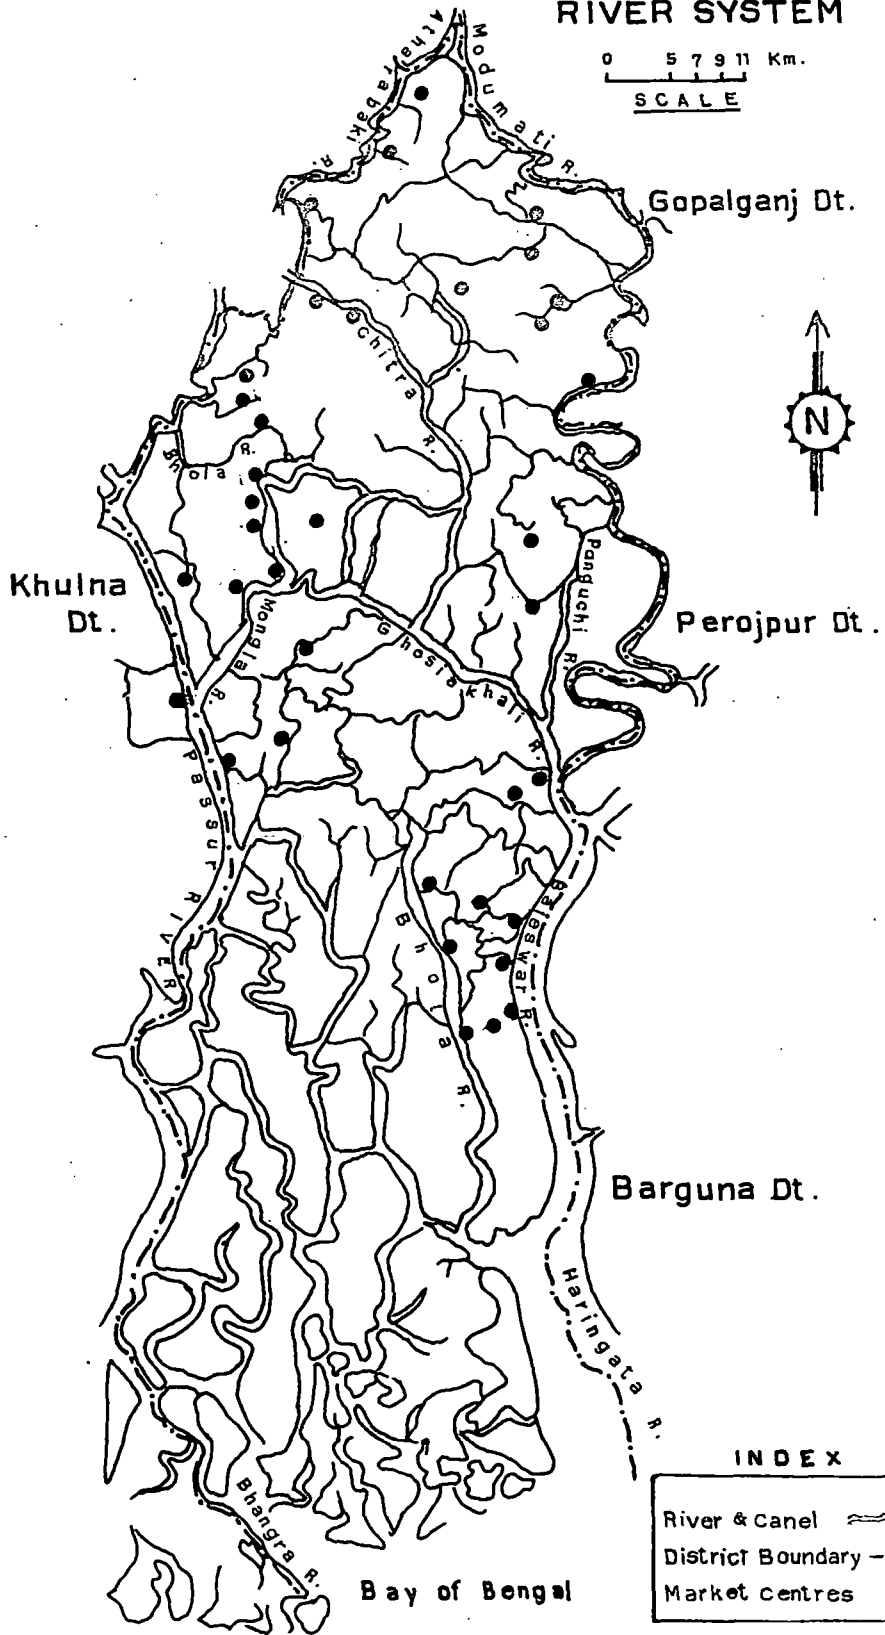 RIVER SYSTEM
0 5 7 9 11 Km.
SCALE
Atharabaki R.
Modumati R.
Gopalganj Dt.
Chitra R.
N
Bhola R.
Khulna Dt.
Mongla R.
Ghosiakhali R.
Panguchi R.
Perojpur Dt.
Passur RIVER
Bhola R.
Baleswar R.
Barguna Dt.
Haringata R.
Bhangra R.
Bay of Bengal
INDEX
River & Canel
District Boundary
Market centres